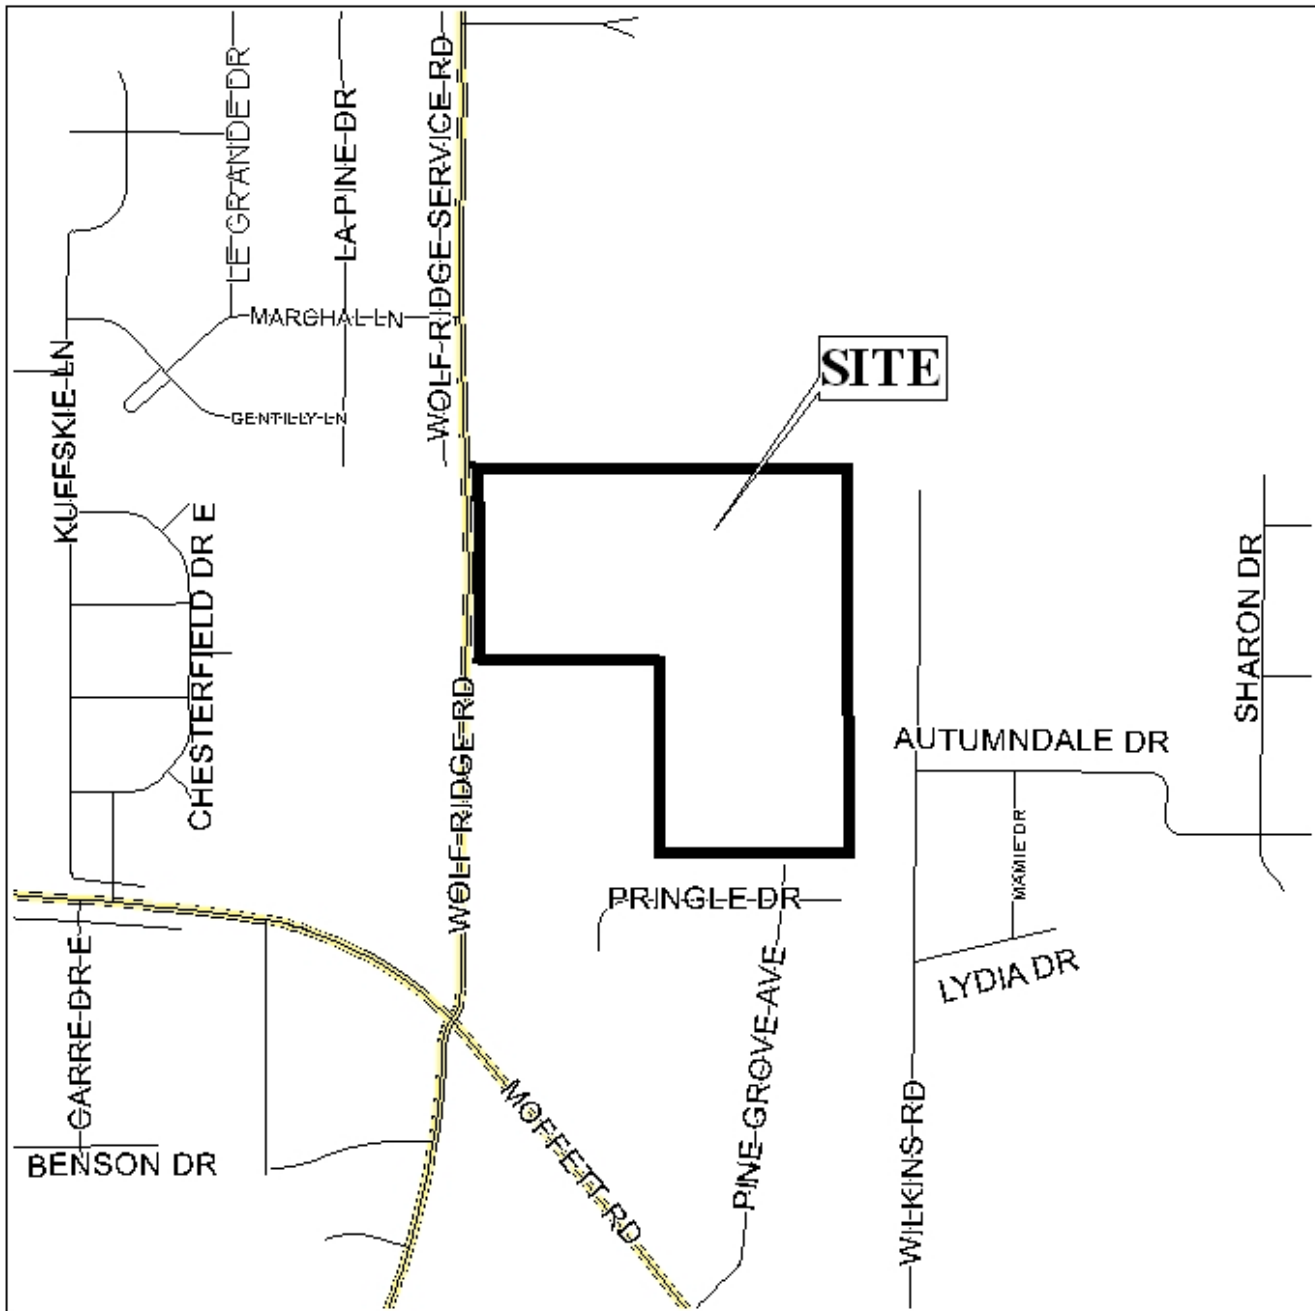 LE GRANDE DR
LA PINE DR
WOLF RIDGE SERVICE RD
MARCHAL LN
GENTILLY LN
KUFFSKIE LN
SITE
CHESTERFIELD DR E
SHARON DR
WOLF RIDGE RD
AUTUMNDALE DR
MAMIE DR
PRINGLE DR
LYDIA DR
CARRE DR E
PINE GROVE AVE
MOFFETT RD
WILKINS RD
BENSON DR